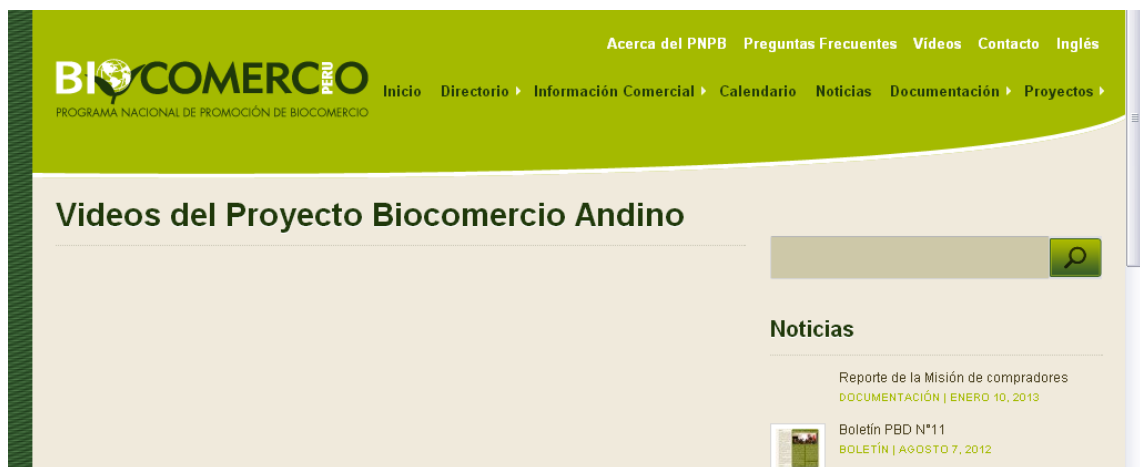 Acerca del PNPB Preguntas Frecuentes Vídeos Contacto Inglés
BIOCOMERCIO PERU
PROGRAMA NACIONAL DE PROMOCIÓN DE BIOCOMERCIO
Inicio Directorio Información Comercial Calendario Noticias Documentación Proyectos
Videos del Proyecto Biocomercio Andino
Noticias
Reporte de la Misión de compradores
DOCUMENTACIÓN | ENERO 10, 2013
Boletín PBD N°11
BOLETÍN | AGOSTO 7, 2012